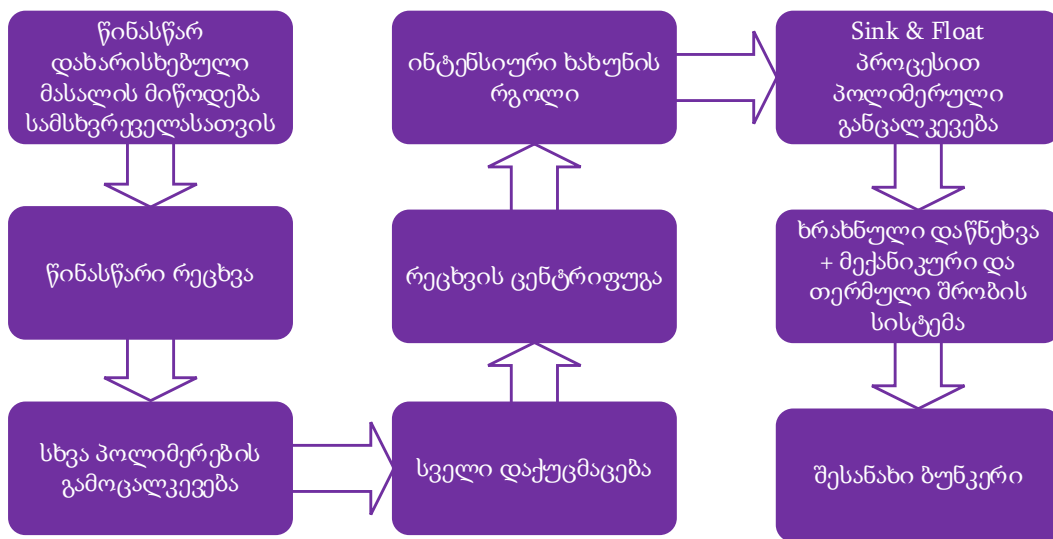 წინასწარ
დახარისხებული
მასალის მიწოდება
სამსხვრეველასათვის
წინასწარი რეცხვა
სხვა პოლიმერების
გამოცალკევება
სველი დაქუცმაცება
რეცხვის ცენტრიფუგა
ინტენსიური ხახუნის
რგოლი
Sink & Float
პროცესით
პოლიმერული
განცალკევება
ხრახნული დაწნეხვა
+ მექანიკური და
თერმული შრობის
სისტემა
შესანახი ბუნკერი